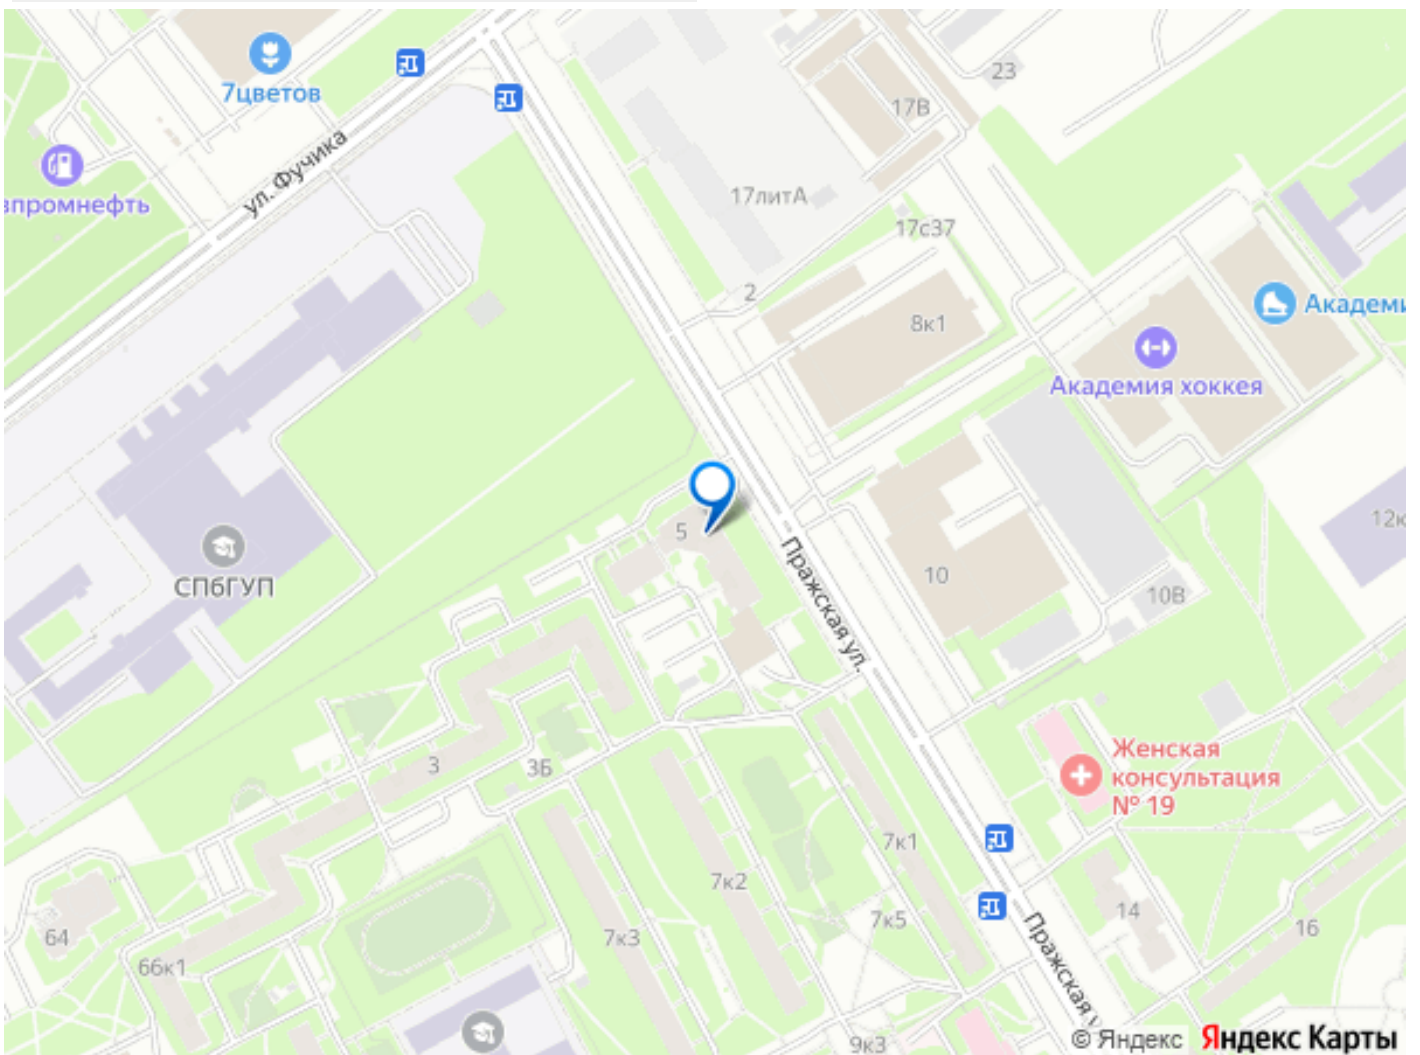 23
17В
7цветов
ул. Фучика
17литА
зпромнефть
17с37
2
8к1
Академи
Академия хоккея
5
12к
Пражская ул.
СПбГУП
10
10В
Женская
консультация
№ 19
3
3Б
7к1
7к2
7к5
14
16
64
7к3
66к1
Пражская у
9к3
© Яндекс Яндекс Карты